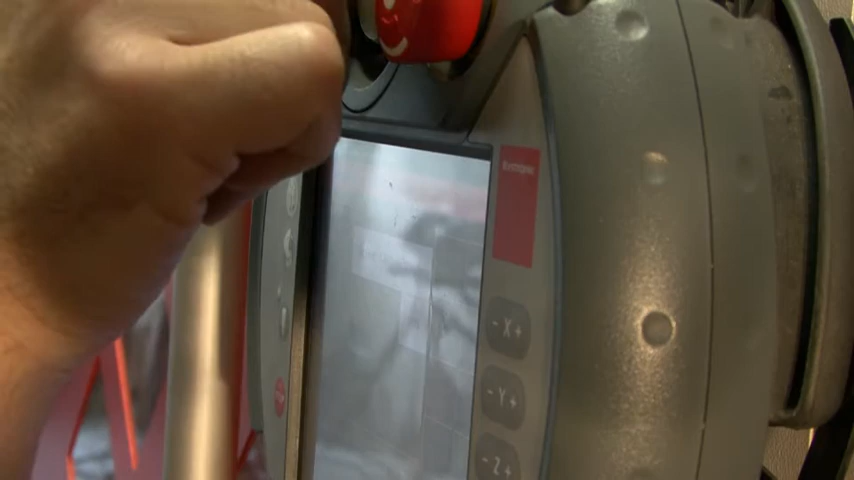 - X +
- Y +
- Z +